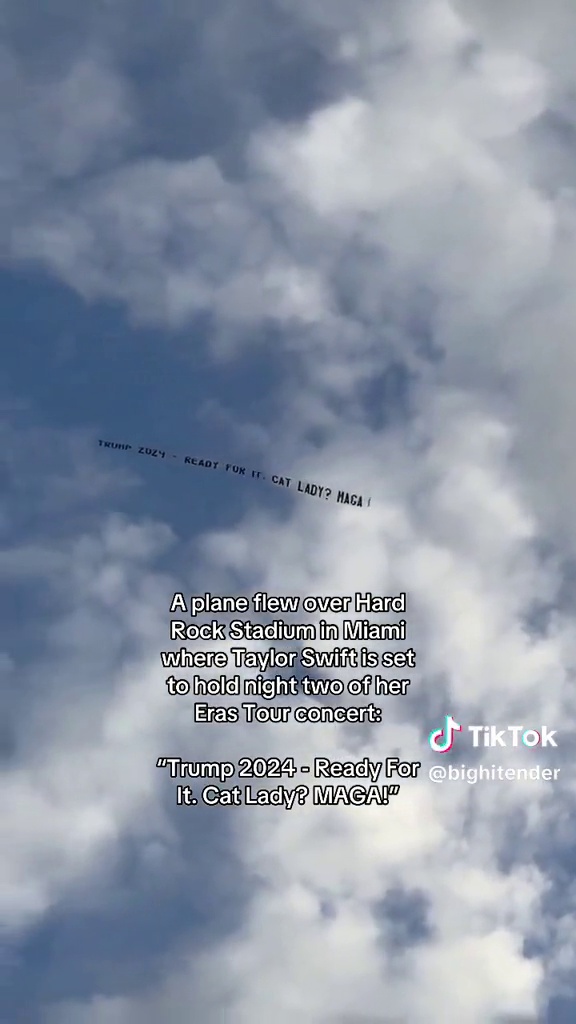 TRUMP 2024 - READY FOR IT. CAT LADY? MAGA !
A plane flew over Hard
Rock Stadium in Miami
where Taylor Swift is set
to hold night two of her
Eras Tour concert:
“Trump 2024 - Ready For
It. Cat Lady? MAGA!”
TikTok
@bighitender